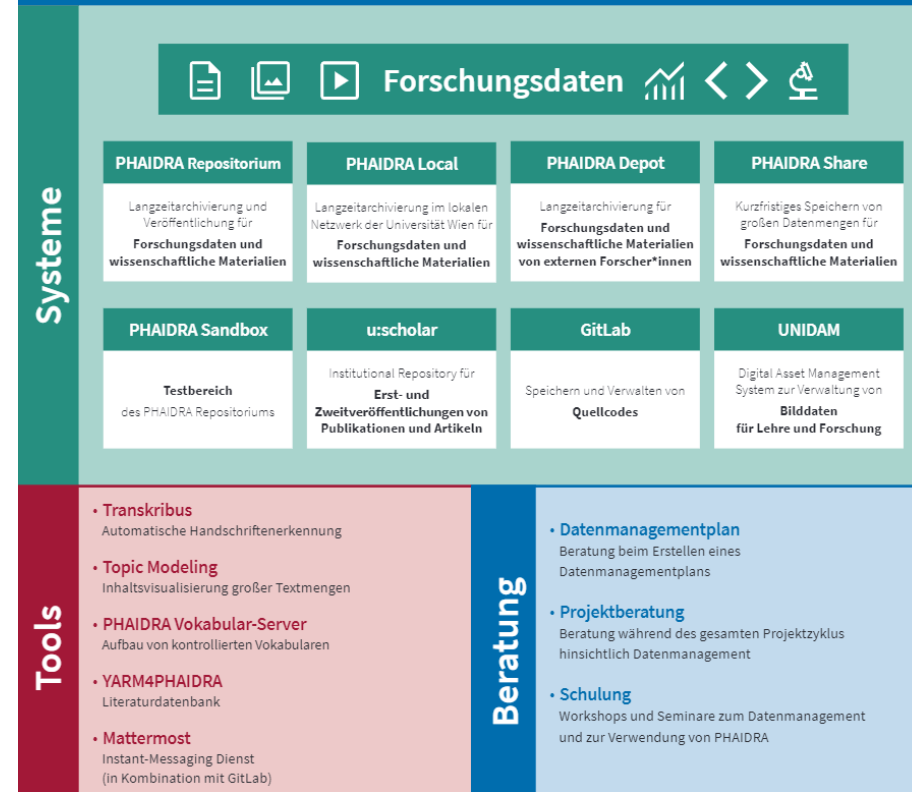 Systeme
Forschungsdaten
PHAIDRA Repositorium
Langzeitarchivierung und
Veröffentlichung für
Forschungsdaten und
wissenschaftliche Materialien
PHAIDRA Local
Langzeitarchivierung im lokalen
Netzwerk der Universität Wien für
Forschungsdaten und
wissenschaftliche Materialien
PHAIDRA Depot
Langzeitarchivierung für
Forschungsdaten und
wissenschaftliche Materialien
von externen Forscher*innen
PHAIDRA Share
Kurzfristiges Speichern von
großen Datenmengen für
Forschungsdaten und
wissenschaftliche Materialien
PHAIDRA Sandbox
Testbereich
des PHAIDRA Repositoriums
u:scholar
Institutional Repository für
Erst- und
Zweitveröffentlichungen von
Publikationen und Artikeln
GitLab
Speichern und Verwalten von
Quellcodes
UNIDAM
Digital Asset Management
System zur Verwaltung von
Bilddaten
für Lehre und Forschung
Tools
• Transkribus
Automatische Handschriftenerkennung
• Topic Modeling
Inhaltsvisualisierung großer Textmengen
• PHAIDRA Vokabular-Server
Aufbau von kontrollierten Vokabularen
• YARM4PHAIDRA
Literaturdatenbank
• Mattermost
Instant-Messaging Dienst
(in Kombination mit GitLab)
Beratung
• Datenmanagementplan
Beratung beim Erstellen eines
Datenmanagementplans
• Projektberatung
Beratung während des gesamten Projektzyklus
hinsichtlich Datenmanagement
• Schulung
Workshops und Seminare zum Datenmanagement
und zur Verwendung von PHAIDRA